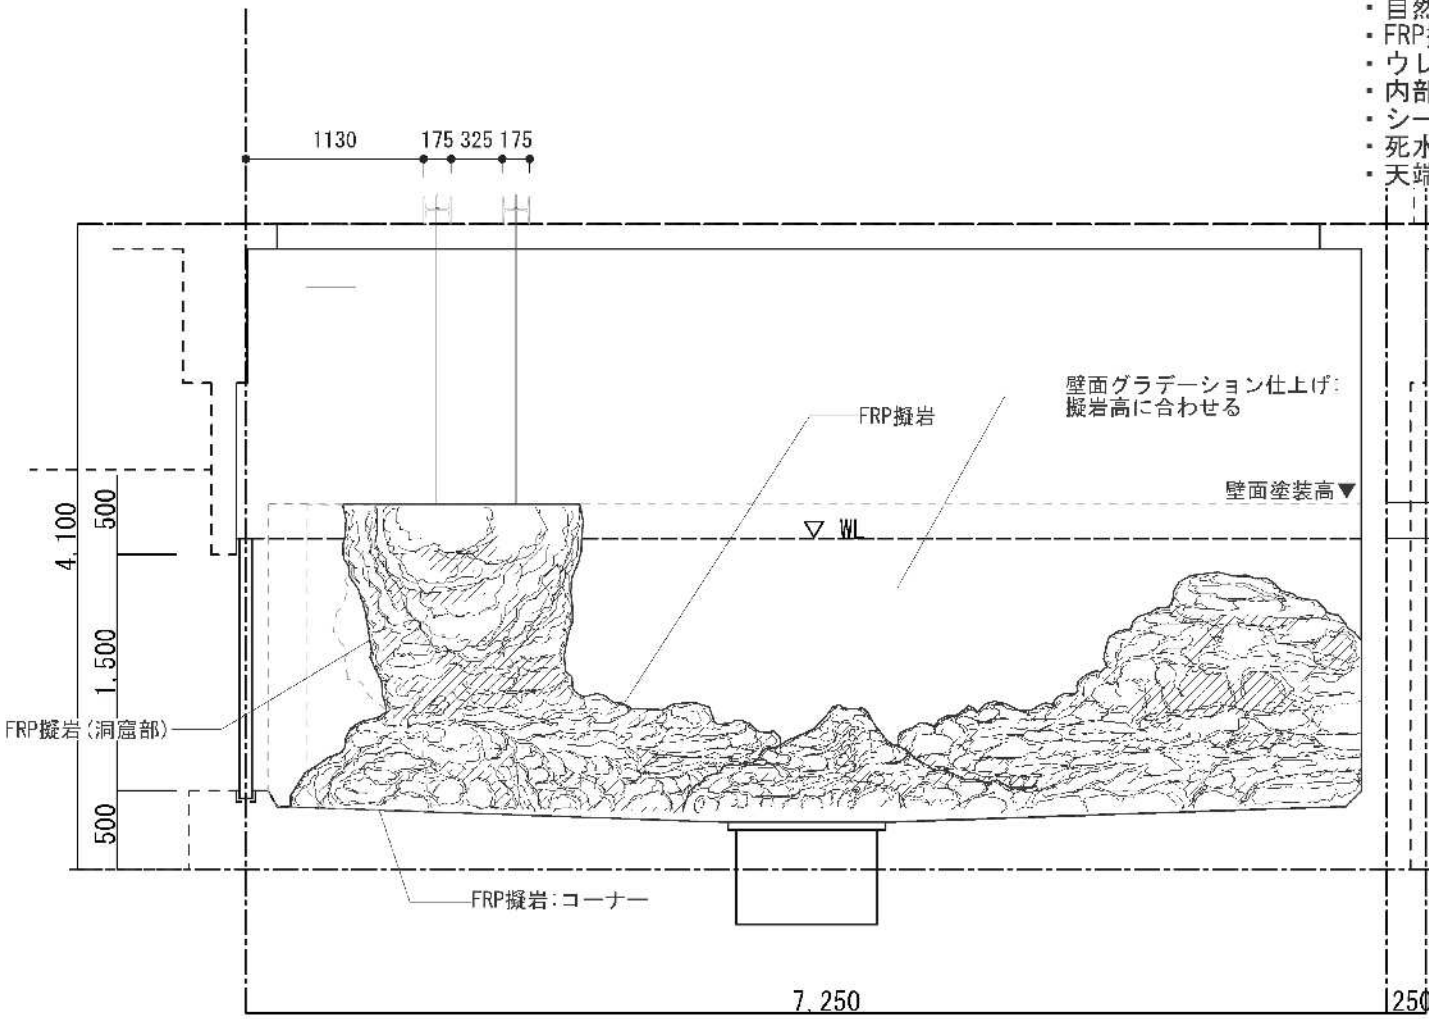 ・自然
・FRP
・ウレ
・内部
・シー
・死水
・天端
1130
175
325
175
壁面グラデーション仕上げ:
擬岩高に合わせる
FRP擬岩
壁面塗装高▼
▽ WL
4,100
500
1,500
500
FRP擬岩(洞窟部)
FRP擬岩:コーナー
7,250
250